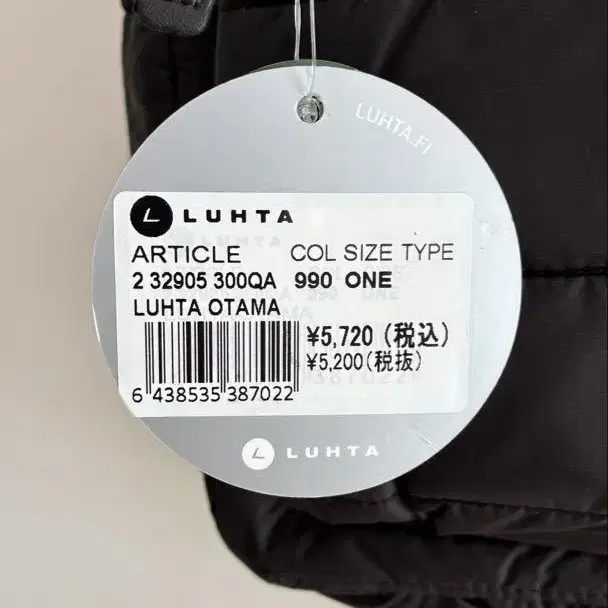 LUHTA.FI
LUHTA
ARTICLE COL SIZE TYPE
2 32905 300QA 990 ONE
LUHTA OTAMA
¥5,720 (税込)
¥5,200(税抜)
6 438535 387022
LUHTA